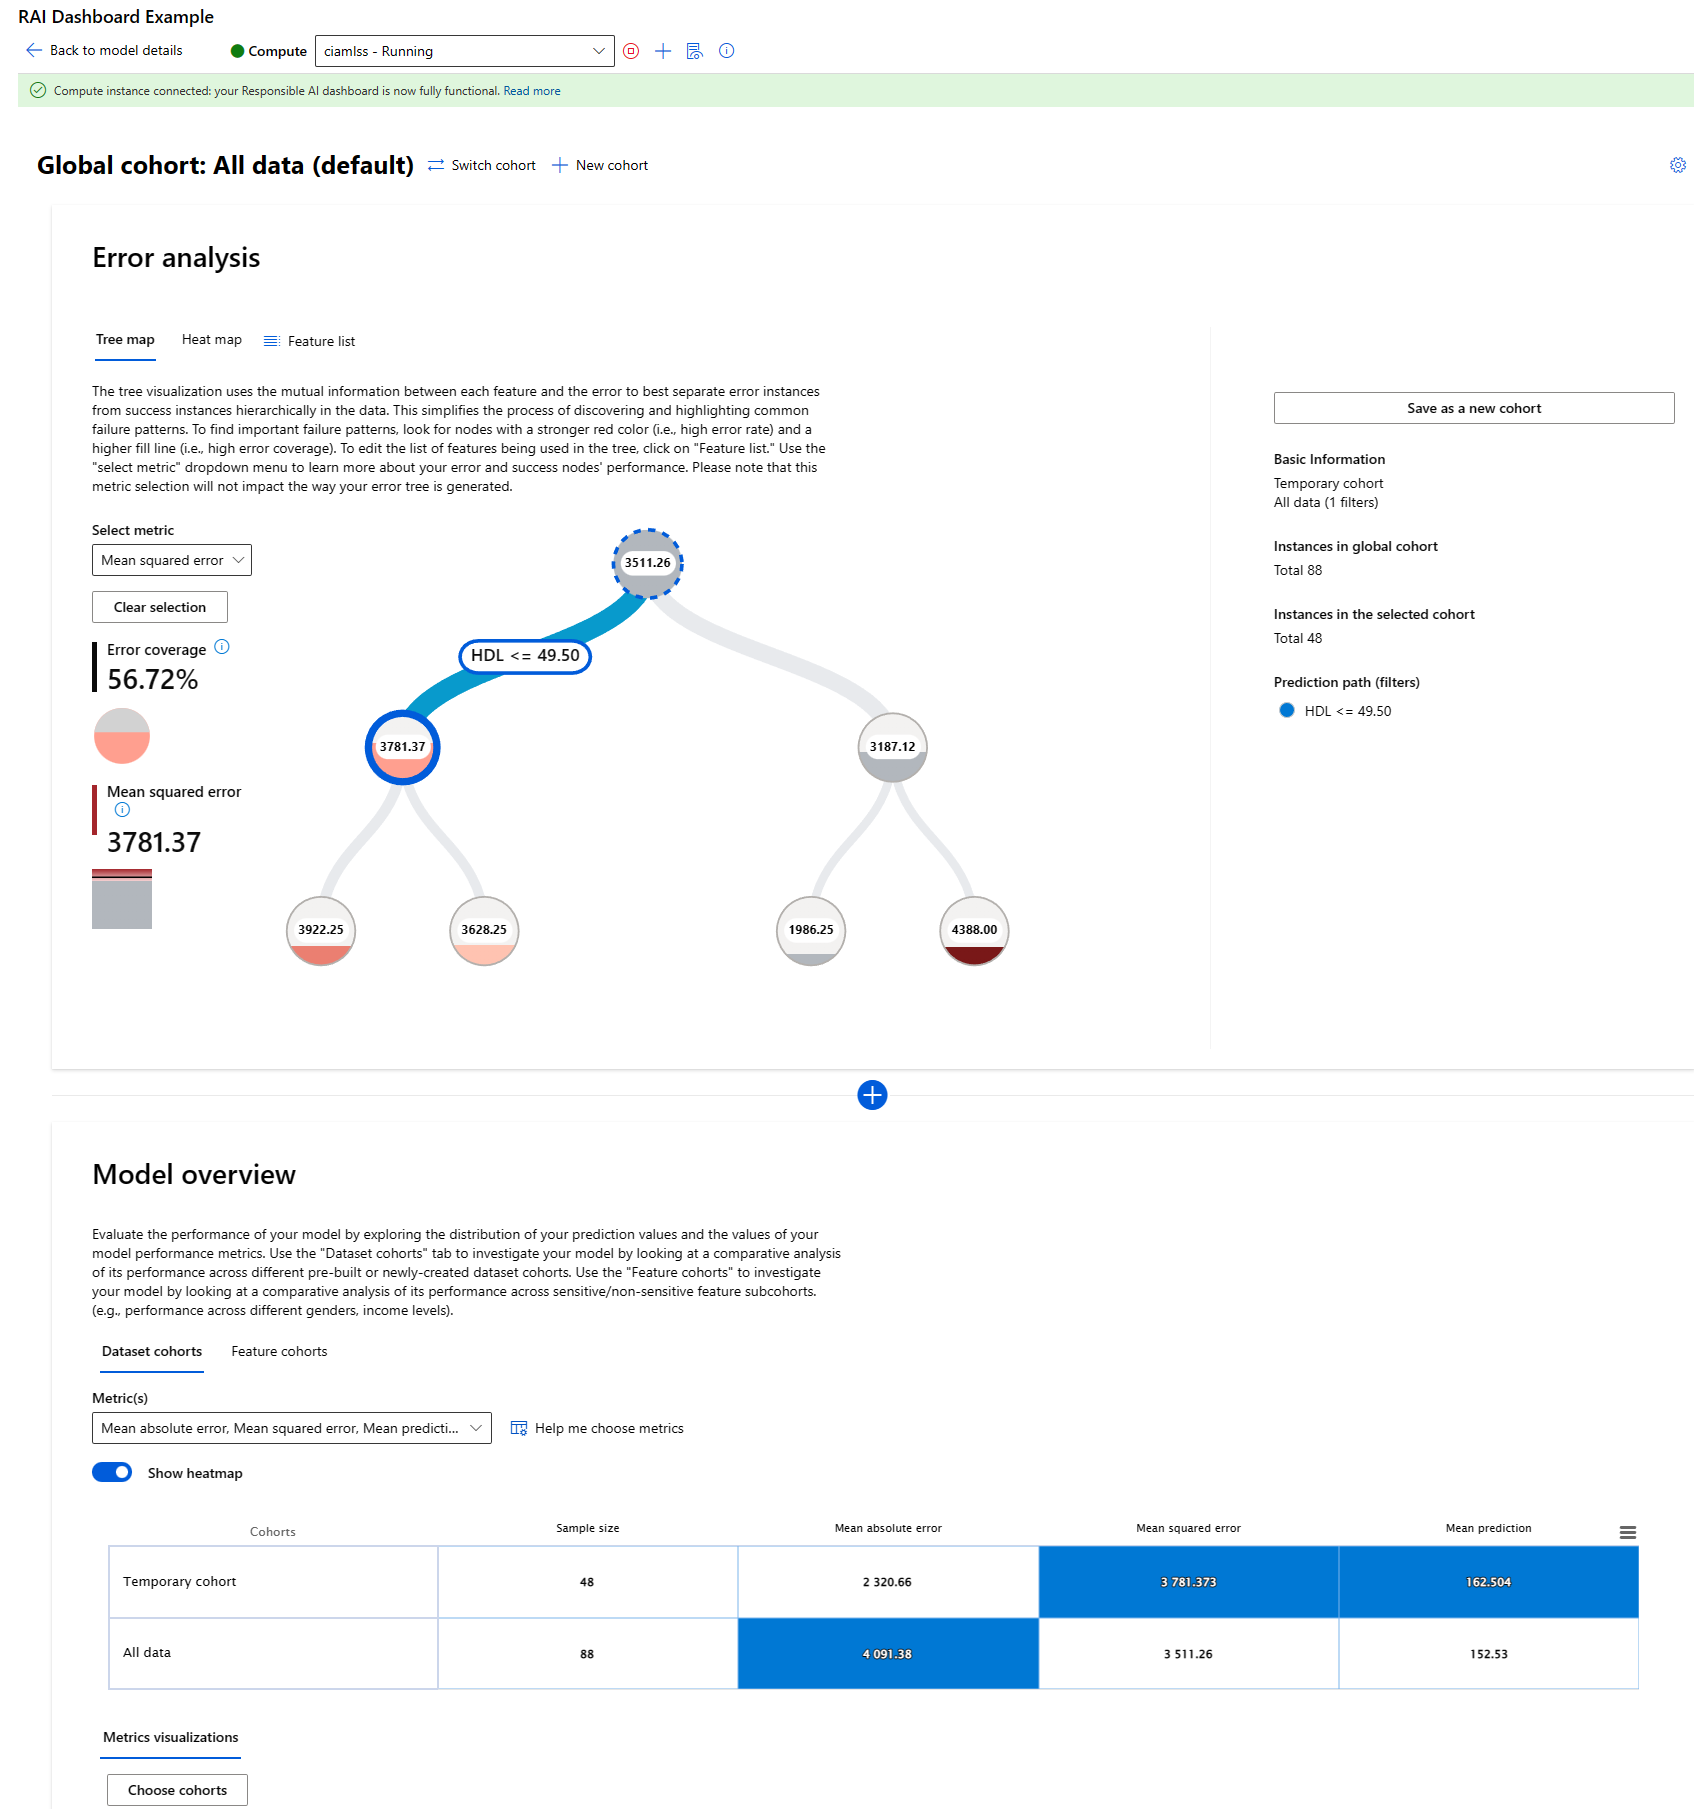 RAI Dashboard Example
Back to model details
Compute
ciamlss - Running
Compute instance connected: your Responsible AI dashboard is now fully functional. Read more
Global cohort: All data (default)
Switch cohort
New cohort
Error analysis
Tree map
Heat map
Feature list
The tree visualization uses the mutual information between each feature and the error to best separate error instances
from success instances hierarchically in the data. This simplifies the process of discovering and highlighting common
failure patterns. To find important failure patterns, look for nodes with a stronger red color (i.e., high error rate) and a
higher fill line (i.e., high error coverage). To edit the list of features being used in the tree, click on "Feature list." Use the
"select metric" dropdown menu to learn more about your error and success nodes' performance. Please note that this
metric selection will not impact the way your error tree is generated.
Select metric
Mean squared error
Clear selection
Error coverage
56.72%
Mean squared error
3781.37
3511.26
HDL <= 49.50
3781.37
3187.12
3922.25
3628.25
1986.25
4388.00
Save as a new cohort
Basic Information
Temporary cohort
All data (1 filters)
Instances in global cohort
Total 88
Instances in the selected cohort
Total 48
Prediction path (filters)
HDL <= 49.50
Model overview
Evaluate the performance of your model by exploring the distribution of your prediction values and the values of your
model performance metrics. Use the "Dataset cohorts" tab to investigate your model by looking at a comparative analysis
of its performance across different pre-built or newly-created dataset cohorts. Use the "Feature cohorts" to investigate
your model by looking at a comparative analysis of its performance across sensitive/non-sensitive feature subcohorts.
(e.g., performance across different genders, income levels).
Dataset cohorts
Feature cohorts
Metric(s)
Mean absolute error, Mean squared error, Mean predicti...
Help me choose metrics
Show heatmap
Cohorts
Sample size
Mean absolute error
Mean squared error
Mean prediction
Temporary cohort
48
2 320.66
3 781.373
162.504
All data
88
4 091.38
3 511.26
152.53
Metrics visualizations
Choose cohorts